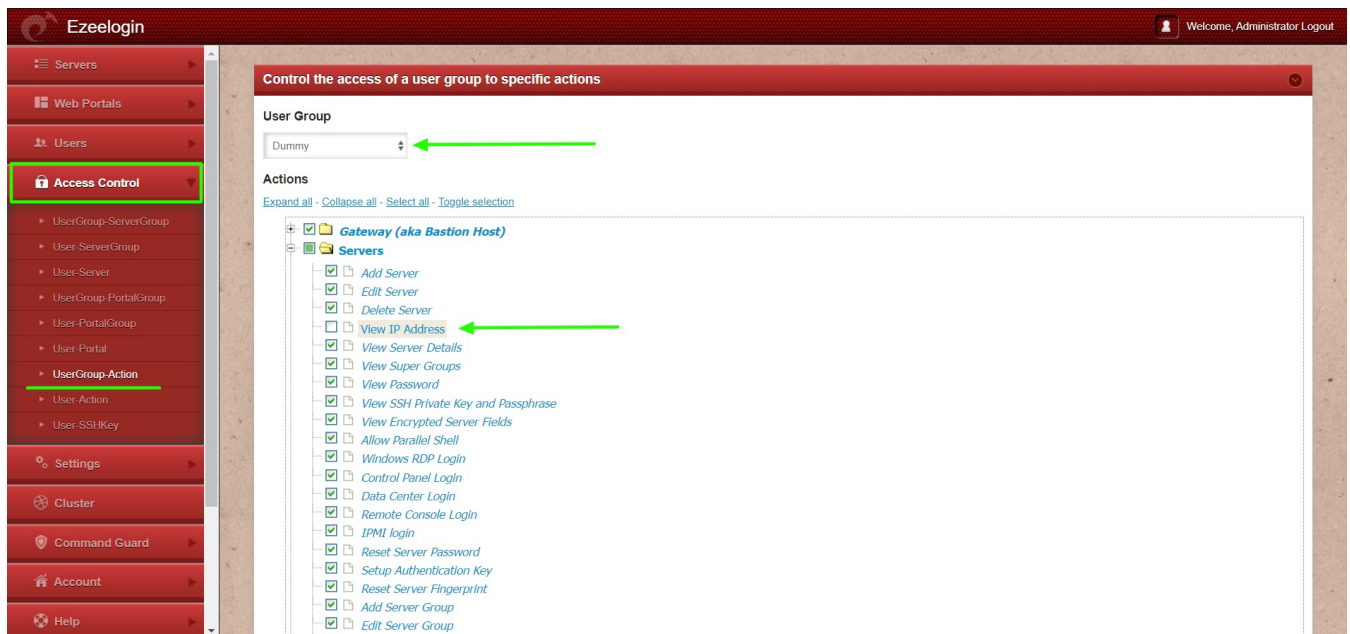 Ezeelogin
Welcome, Administrator Logout
Servers
Web Portals
Users
Access Control
UserGroup-ServerGroup
User-ServerGroup
User-Server
UserGroup-PortalGroup
User-PortalGroup
User-Portal
UserGroup-Action
User-Action
User-SSHKey
Settings
Cluster
Command Guard
Account
Help
Control the access of a user group to specific actions
User Group
Dummy
Actions
Expand all - Collapse all - Select all - Toggle selection
Gateway (aka Bastion Host)
Servers
Add Server
Edit Server
Delete Server
View IP Address
View Server Details
View Super Groups
View Password
View SSH Private Key and Passphrase
View Encrypted Server Fields
Allow Parallel Shell
Windows RDP Login
Control Panel Login
Data Center Login
Remote Console Login
IPMI login
Reset Server Password
Setup Authentication Key
Reset Server Fingerprint
Add Server Group
Edit Server Group